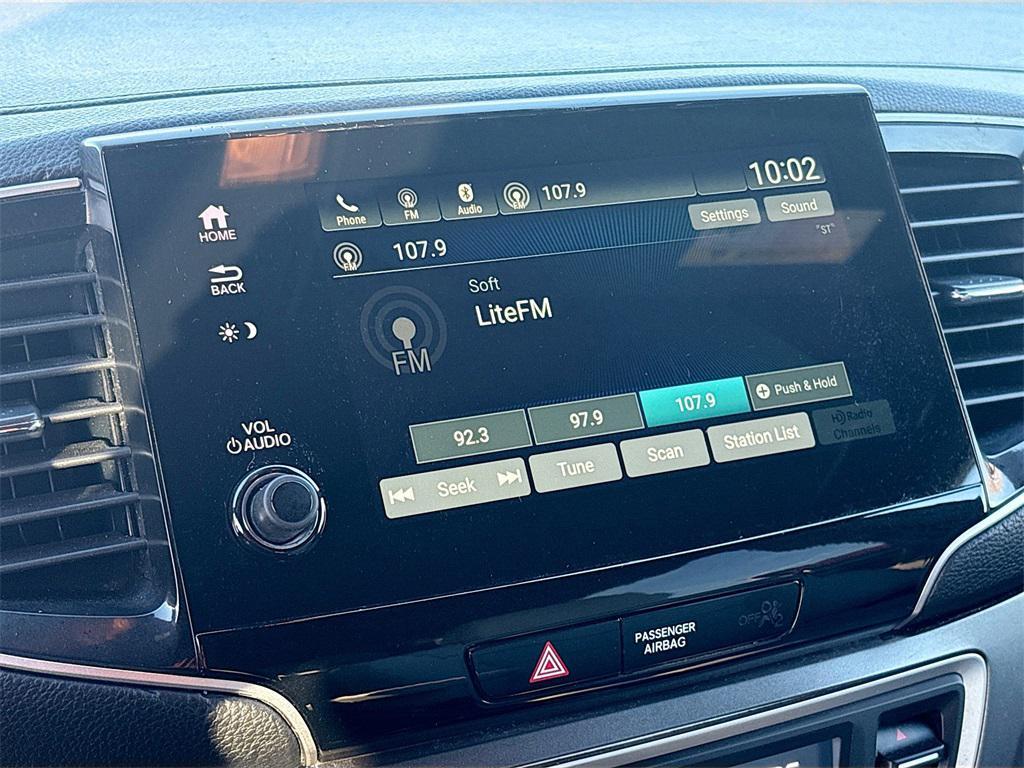 10:02
Phone
FM
Audio
FM
107.9
HOME
FM
107.9
Settings
Sound
"ST"
BACK
Soft
LiteFM
FM
92.3
97.9
107.9
Push & Hold
VOL
AUDIO
Seek
Tune
Scan
Station List
HD Radio
Channels
PASSENGER
AIRBAG
OFF